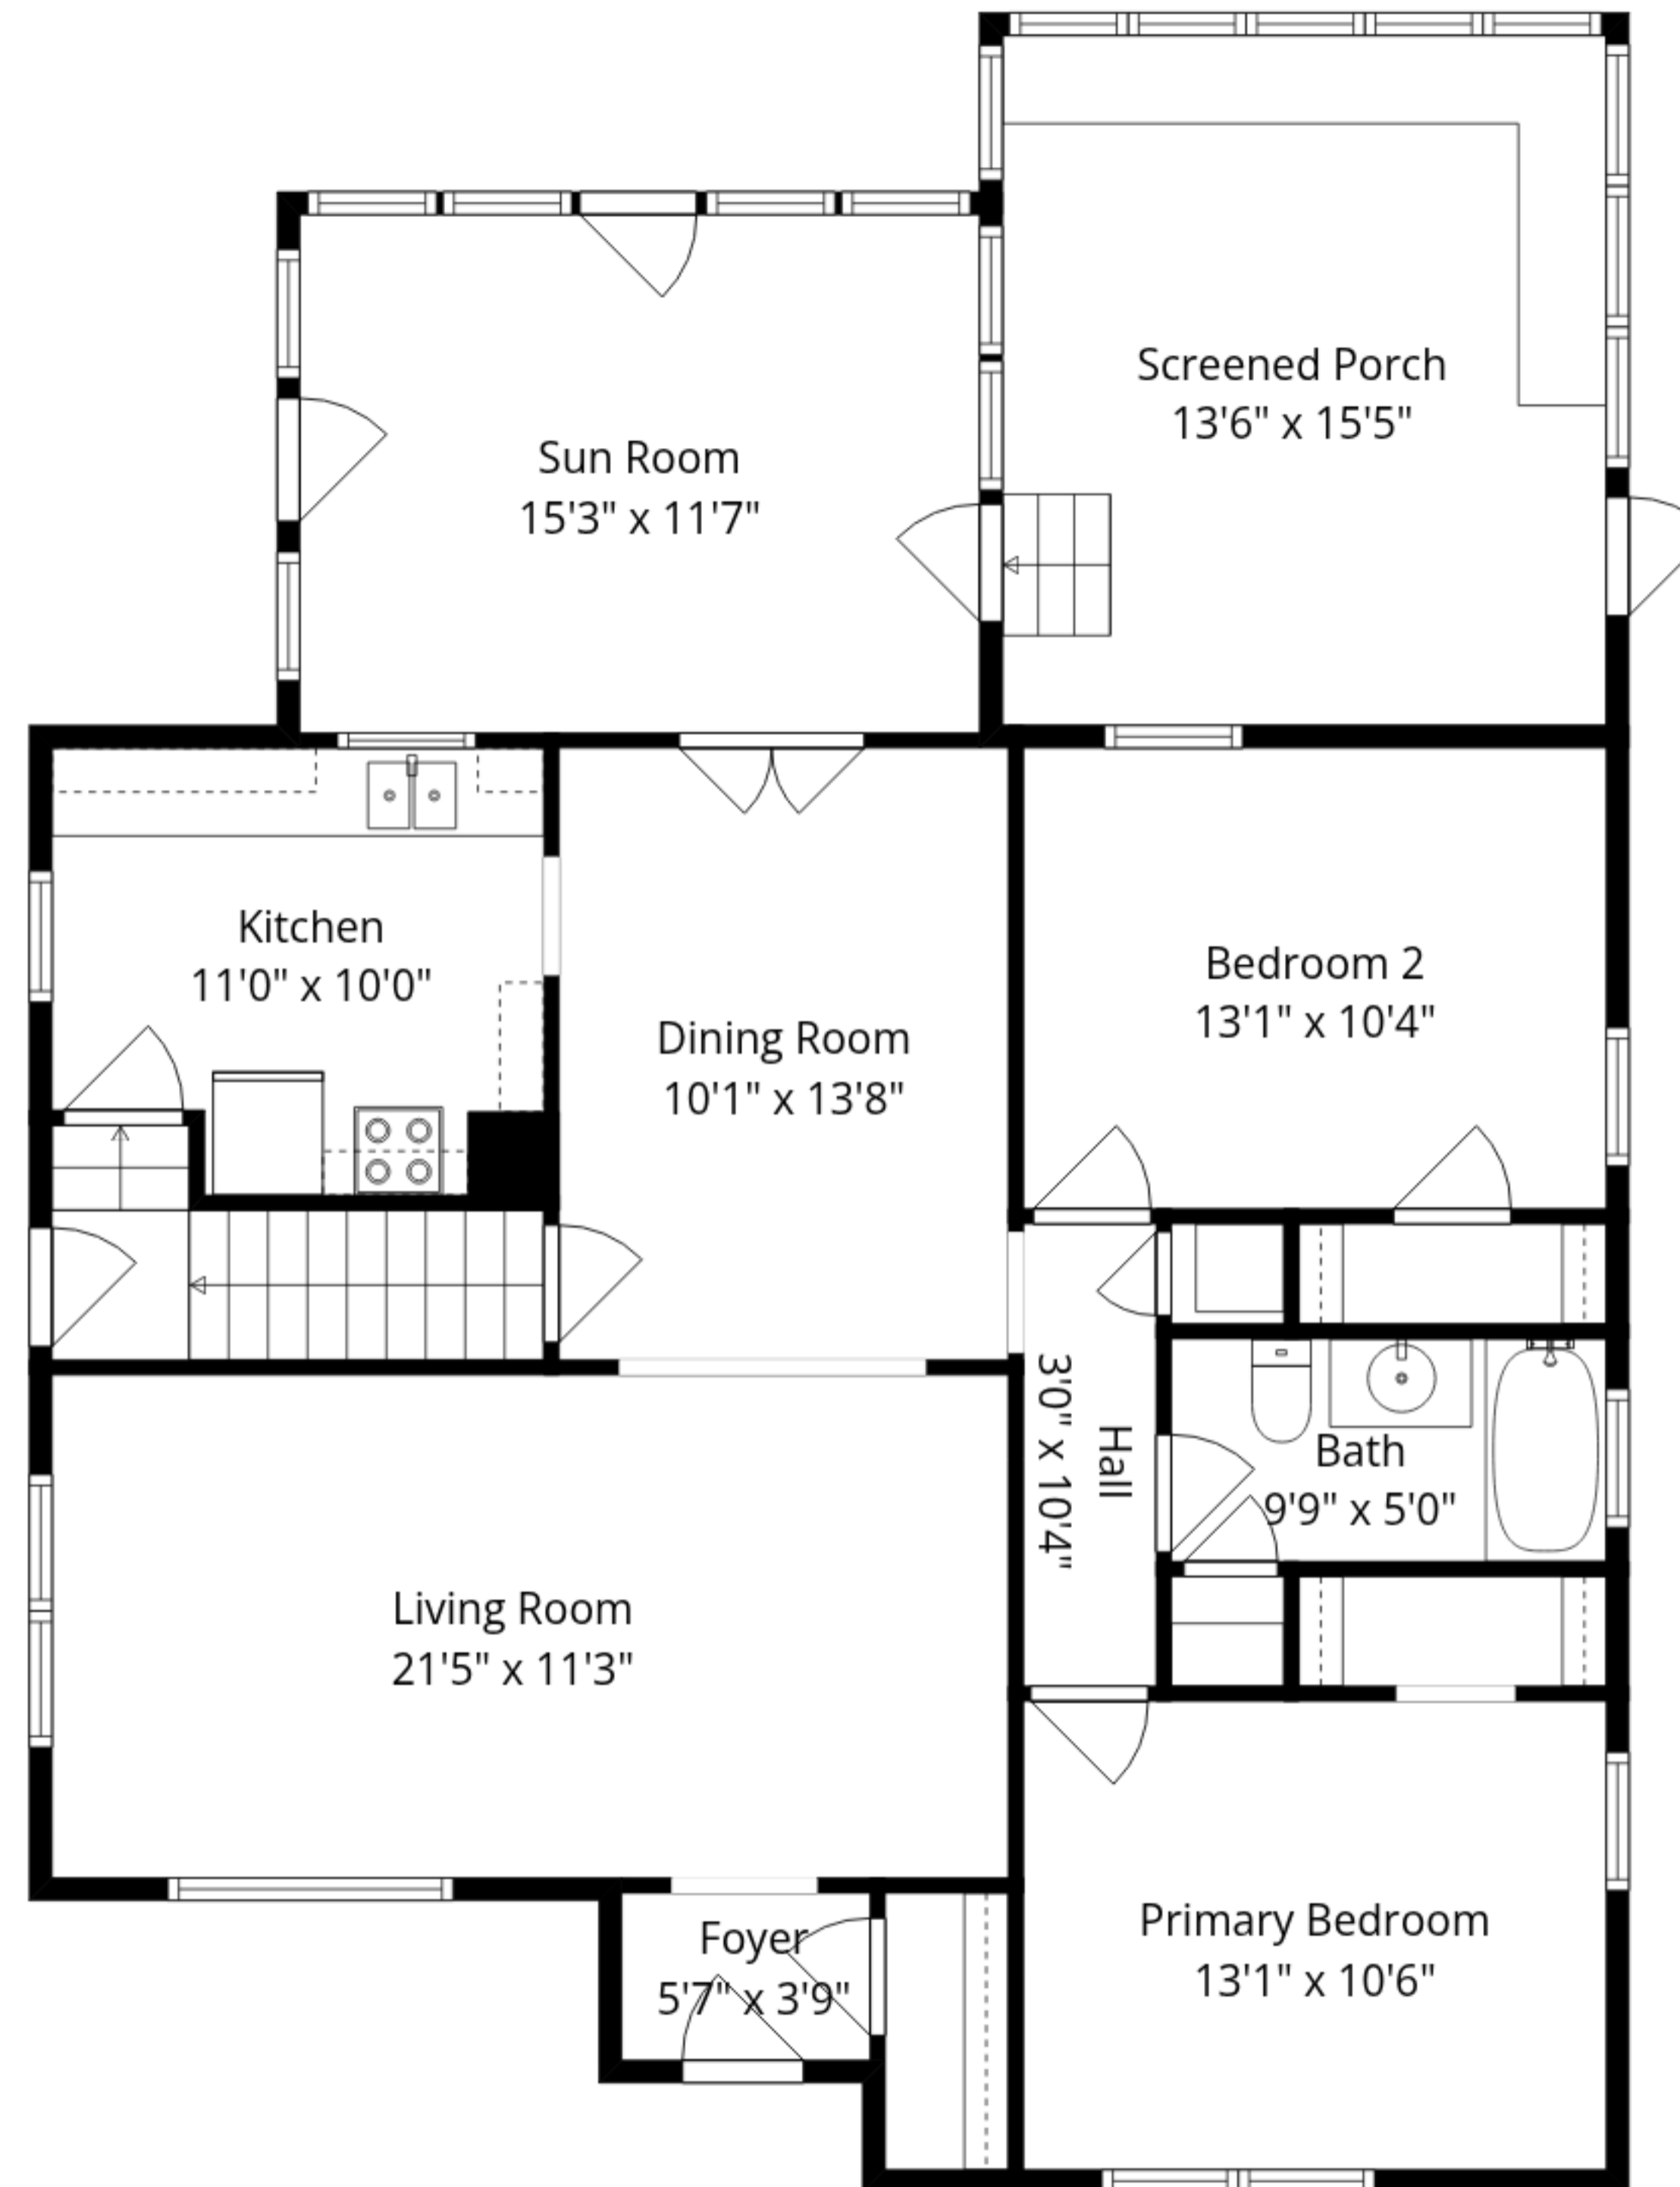 Screened Porch
13'6" x 15'5"
Sun Room
15'3" x 11'7"
Kitchen
11'0" x 10'0"
Dining Room
10'1" x 13'8"
Bedroom 2
13'1" x 10'4"
Hall
3'0" x 10'4"
Bath
9'9" x 5'0"
Living Room
21'5" x 11'3"
Foyer
5'7" x 3'9"
Primary Bedroom
13'1" x 10'6"